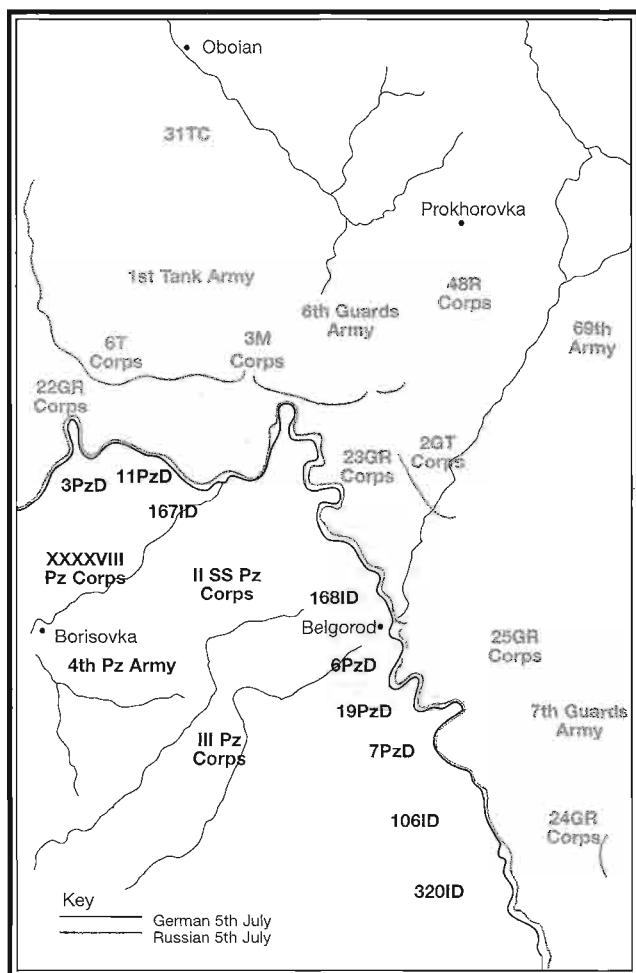 Oboian
31TC
Prokhorovka
1st Tank Army
48R
Corps
6th Guards
Army
69th
Army
6T
Corps
3M
Corps
22GR
Corps
23GR
Corps
2GT
Corps
3PzD
11PzD
167ID
XXXXVIII
Pz Corps
II SS Pz
Corps
168ID
Borisovka
Belgorod
4th Pz Army
6PzD
25GR
Corps
19PzD
7th Guards
Army
III Pz
Corps
7PzD
106ID
24GR
Corps
320ID
Key
German 5th July
Russian 5th July